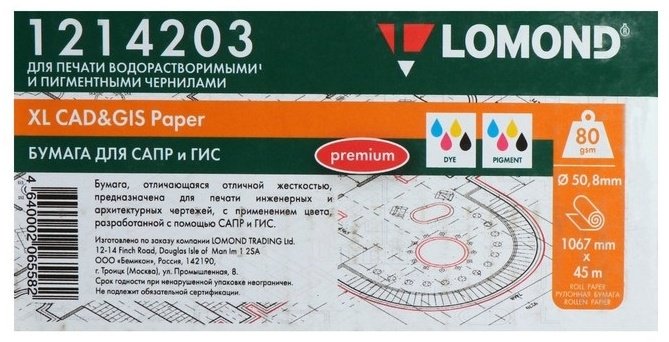 1214203
ДЛЯ ПЕЧАТИ ВОДОРАСТВОРИМЫМИ
И ПИГМЕНТНЫМИ ЧЕРНИЛАМИ
LOMOND®
XL CAD&GIS Paper
БУМАГА ДЛЯ САПР и ГИС
premium
DYE
PIGMENT
80
gsm
Ø 50,8mm
1067 mm
x
45 m
ROLL PAPER
РУЛОННАЯ БУМАГА
ROLLEN PAPIER
4 640002 065582
Бумага, отличающаяся отличной жесткостью,
предназначена для печати инженерных и
архитектурных чертежей, с применением цвета,
разработанной с помощью САПР и ГИС.
Изготовлено по заказу компании LOMOND TRADING Ltd.
12-14 Finch Road, Douglas Isle of Man Im 1 2SA
ООО «Бемикон», Россия, 142190,
г. Троицк (Москва), ул. Промышленная, 8.
Срок годности при ненарушенной упаковке неограничен.
Не подлежит обязательной сертификации.